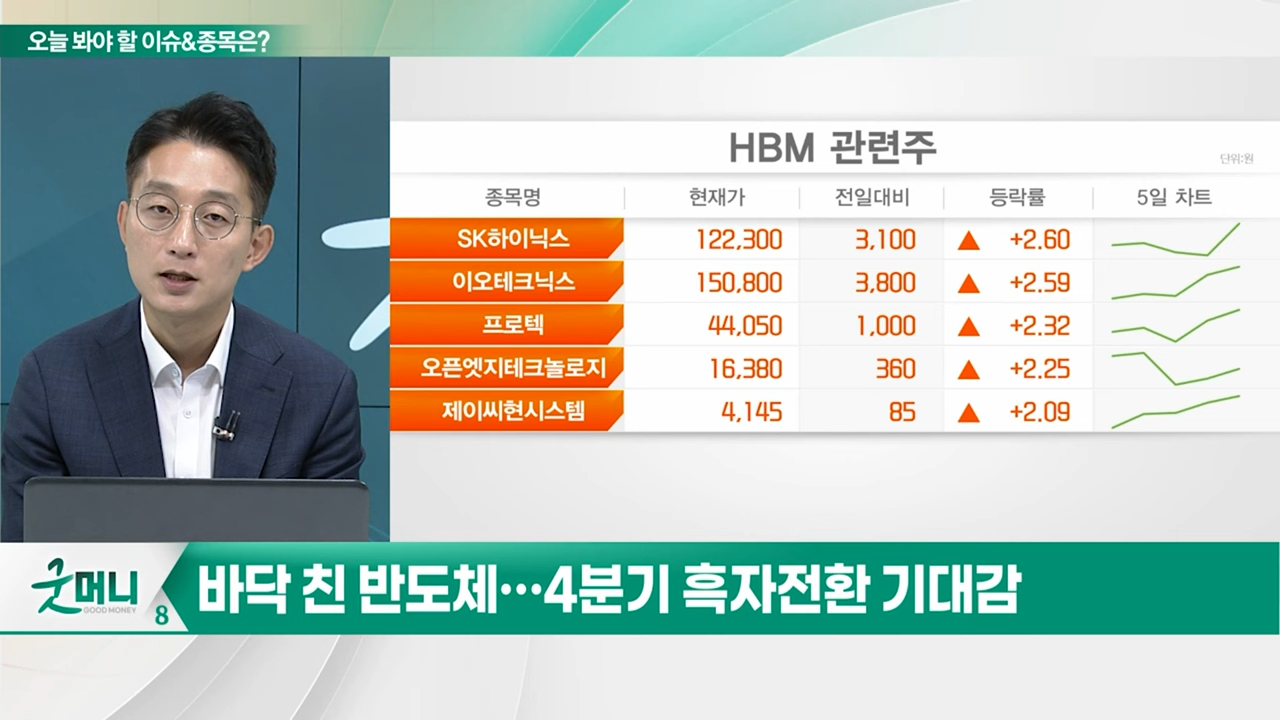 오늘 봐야 할 이슈&종목은?
HBM 관련주
단위:원
종목명 현재가 전일대비 등락률 5일 차트
SK하이닉스 122,300 3,100 ▲ +2.60
이오테크닉스 150,800 3,800 ▲ +2.59
프로텍 44,050 1,000 ▲ +2.32
오픈엣지테크놀로지 16,380 360 ▲ +2.25
제이씨현시스템 4,145 85 ▲ +2.09
굿머니
GOOD MONEY
8
바닥 친 반도체…4분기 흑자전환 기대감